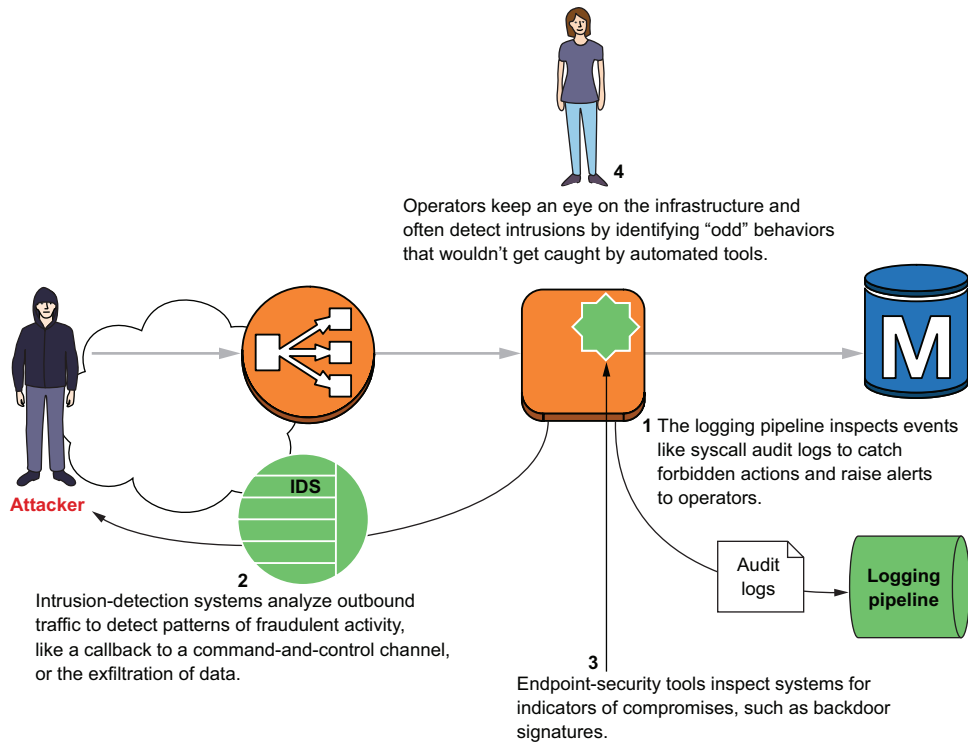 4
Operators keep an eye on the infrastructure and
often detect intrusions by identifying “odd” behaviors
that wouldn’t get caught by automated tools.
M
1 The logging pipeline inspects events
like syscall audit logs to catch
forbidden actions and raise alerts
to operators.
Attacker
IDS
2
Intrusion-detection systems analyze outbound
traffic to detect patterns of fraudulent activity,
like a callback to a command-and-control channel,
or the exfiltration of data.
Audit
logs
Logging
pipeline
3
Endpoint-security tools inspect systems for
indicators of compromises, such as backdoor
signatures.